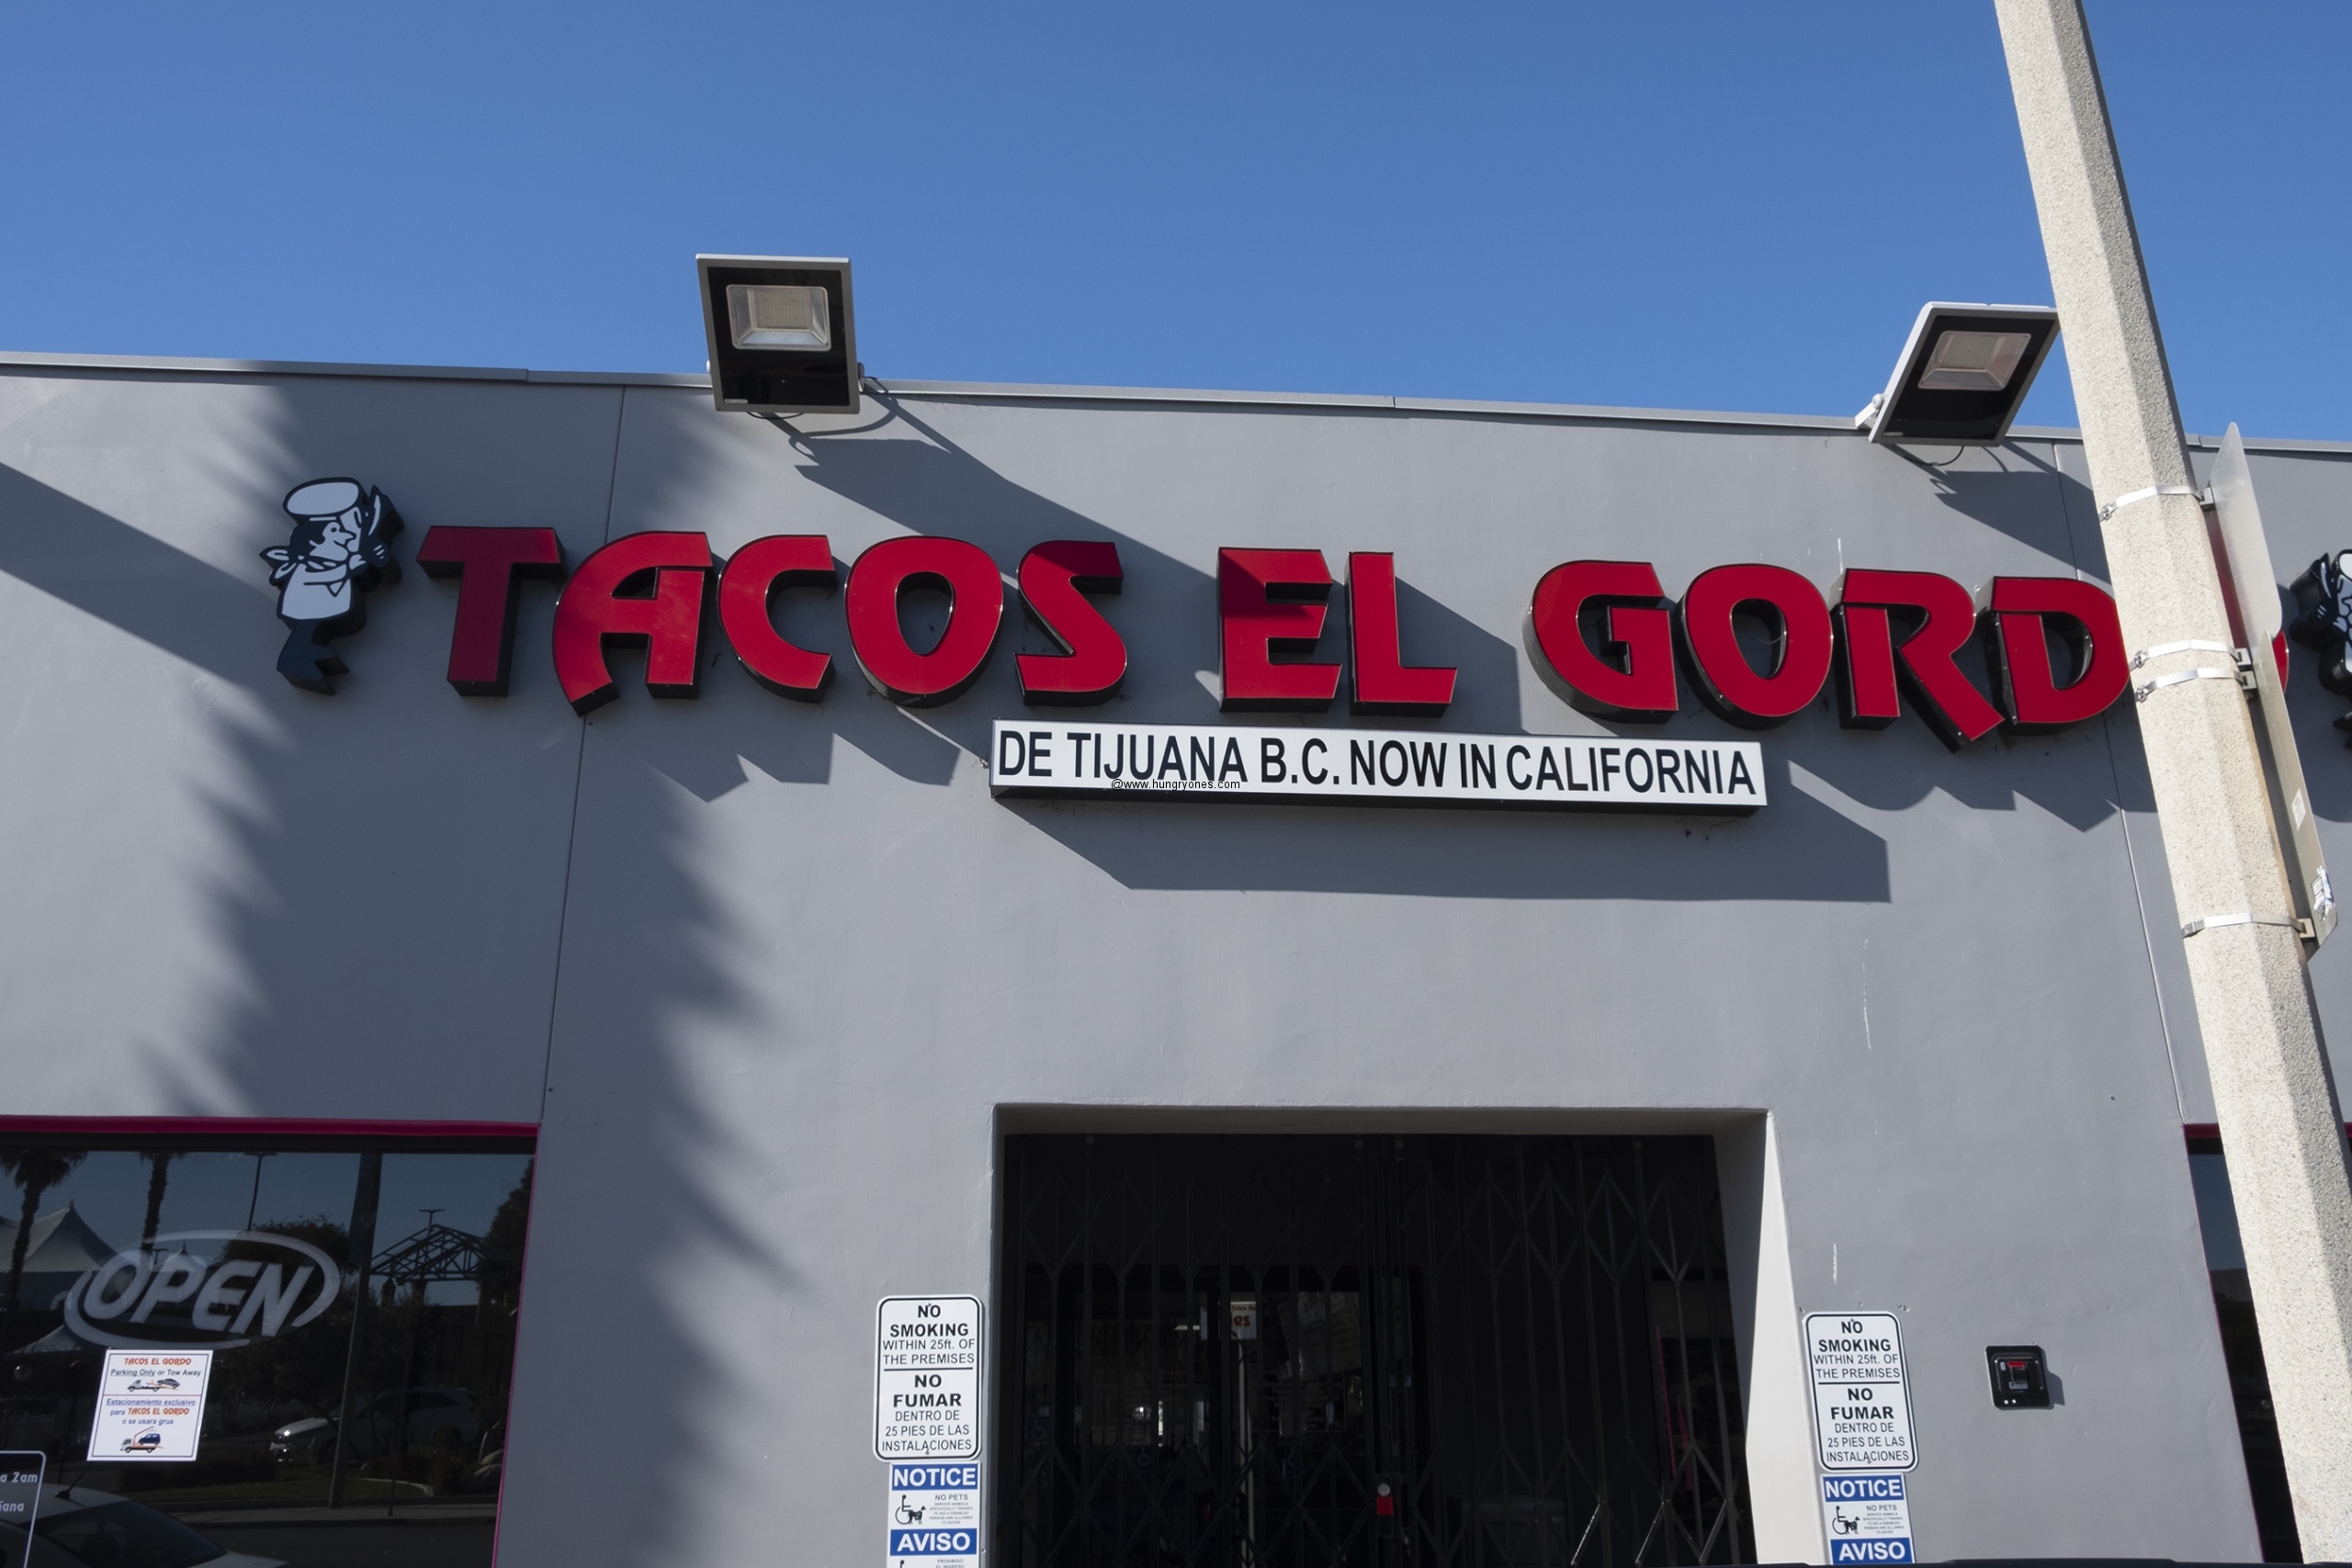 TACOS EL GORD
DE TIJUANA B.C. NOW IN CALIFORNIA
@www.hungryones.com
OPEN
TACOS EL GORDO
Parking Only or Tow Away
Estacionamiento exclusivo
para TACOS EL GORDO
o se usara grua
a 2am
NO
SMOKING
WITHIN 25ft. OF
THE PREMISES
NO
FUMAR
DENTRO DE
25 PIES DE LAS
INSTALACIONES
NOTICE
NO PETS
AVISO
NO
SMOKING
WITHIN 25ft. OF
THE PREMISES
NO
FUMAR
DENTRO DE
25 PIES DE LAS
INSTALACIONES
NOTICE
NO PETS
AVISO